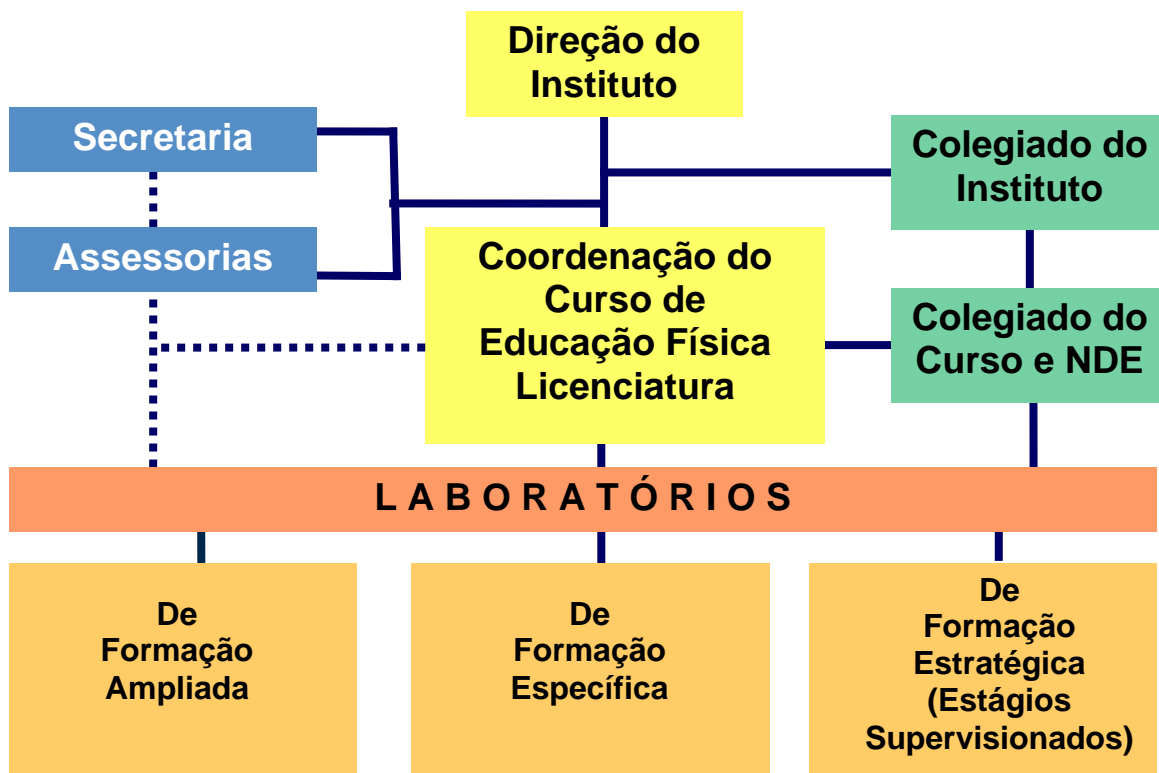 Direção do
Instituto
Secretaria
Colegiado do
Instituto
Assessorias
Coordenação do
Curso de
Educação Física
Licenciatura
Colegiado do
Curso e NDE
L A B O R A T Ó R I O S
De
Formação
Ampliada
De
Formação
Específica
De
Formação
Estratégica
(Estágios
Supervisionados)